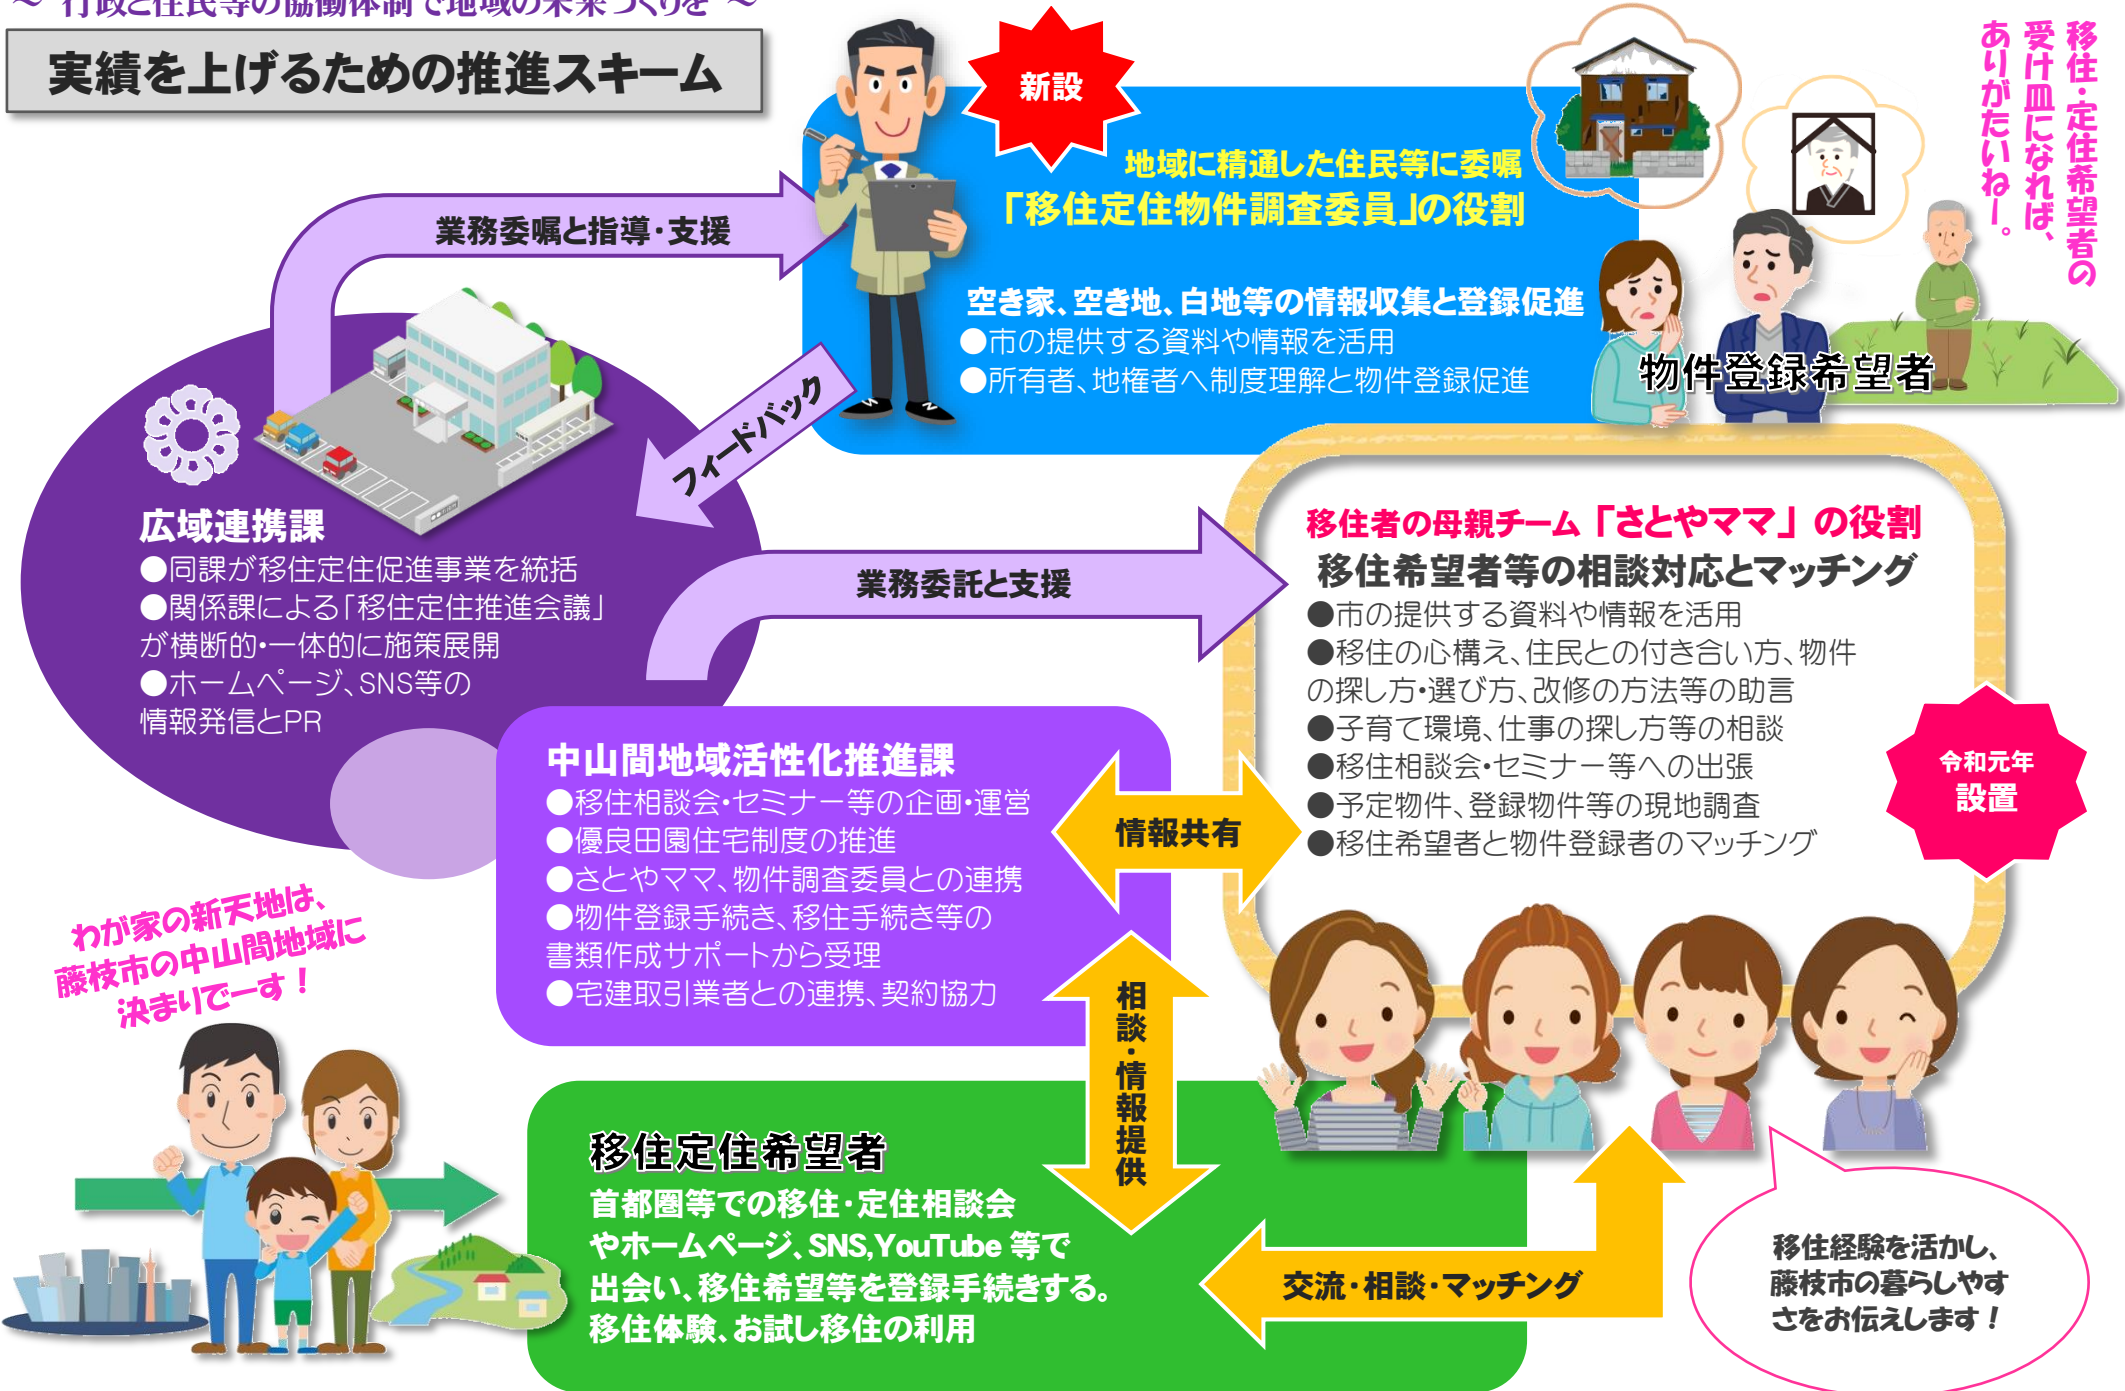 ～ 行政と住民等の協働体制で地域の未来づくりを ～
実績を上げるための推進スキーム
新設
地域に精通した住民等に委嘱
「移住定住物件調査委員」の役割
空き家、空き地、白地等の情報収集と登録促進
●市の提供する資料や情報を活用
●所有者、地権者へ制度理解と物件登録促進
移住・定住希望者の
受け皿になれば、
ありがたいねー。
物件登録希望者
業務委嘱と指導・支援
フィードバック
広域連携課
●同課が移住定住促進事業を統括
●関係課による「移住定住推進会議」
が横断的・一体的に施策展開
●ホームページ、SNS等の
情報発信とPR
業務委託と支援
移住者の母親チーム「さとやママ」の役割
移住希望者等の相談対応とマッチング
●市の提供する資料や情報を活用
●移住の心構え、住民との付き合い方、物件
の探し方・選び方、改修の方法等の助言
●子育て環境、仕事の探し方等の相談
●移住相談会・セミナー等への出張
●予定物件、登録物件等の現地調査
●移住希望者と物件登録者のマッチング
令和元年
設置
中山間地域活性化推進課
●移住相談会・セミナー等の企画・運営
●優良田園住宅制度の推進
●さとやママ、物件調査委員との連携
●物件登録手続き、移住手続き等の
書類作成サポートから受理
●宅建取引業者との連携、契約協力
情報共有
相談・情報提供
わが家の新天地は、
藤枝市の中山間地域に
決まりでーす！
移住定住希望者
首都圏等での移住・定住相談会
やホームページ、SNS,YouTube 等で
出会い、移住希望等を登録手続きする。
移住体験、お試し移住の利用
交流・相談・マッチング
移住経験を活かし、
藤枝市の暮らしやす
さをお伝えします！